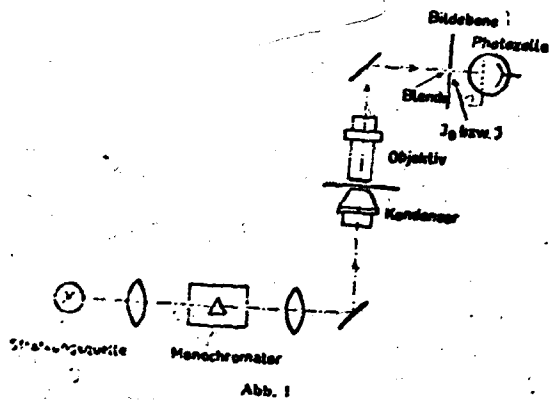 Bildebene
Photozelle
Blende
J₀ bzw. J
Objektiv
Kondensor
Monochromator
Abb. 1